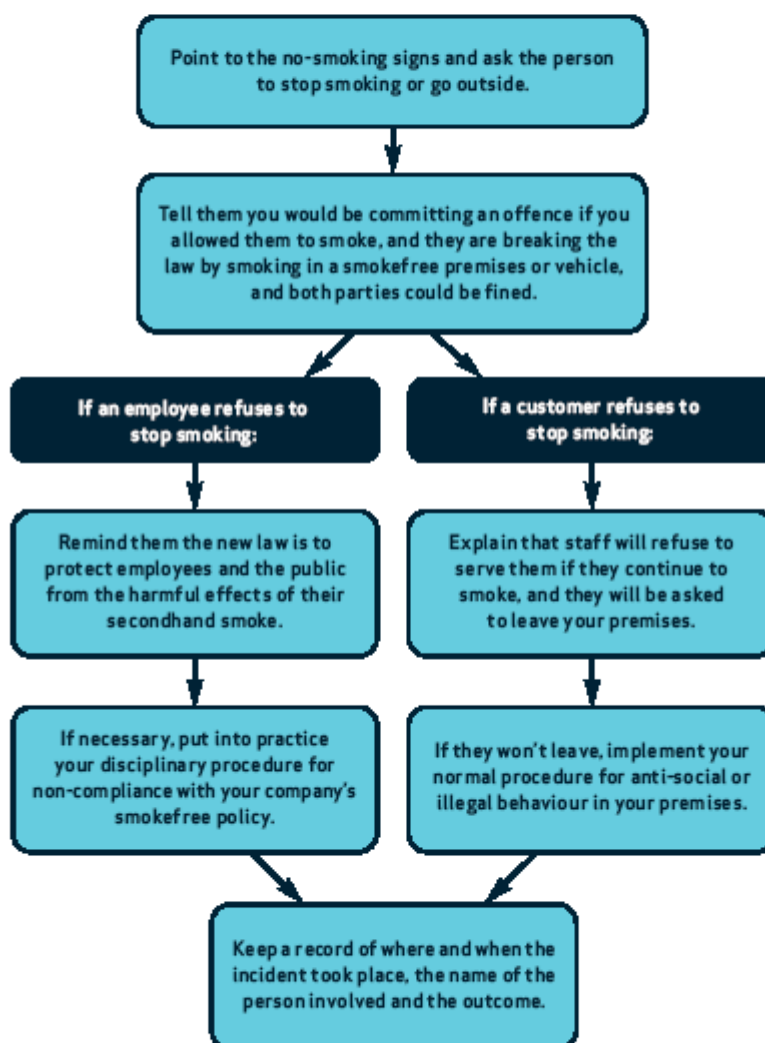 Point to the no-smoking signs and ask the person
to stop smoking or go outside.
Tell them you would be committing an offence if you
allowed them to smoke, and they are breaking the
law by smoking in a smokefree premises or vehicle,
and both parties could be fined.
If an employee refuses to
stop smoking:
Remind them the new law is to
protect employees and the public
from the harmful effects of their
secondhand smoke.
If necessary, put into practice
your disciplinary procedure for
non-compliance with your company's
smokefree policy.
If a customer refuses to
stop smoking:
Explain that staff will refuse to
serve them if they continue to
smoke, and they will be asked
to leave your premises.
If they won't leave, implement your
normal procedure for anti-social or
illegal behaviour in your premises.
Keep a record of where and when the
incident took place, the name of the
person involved and the outcome.